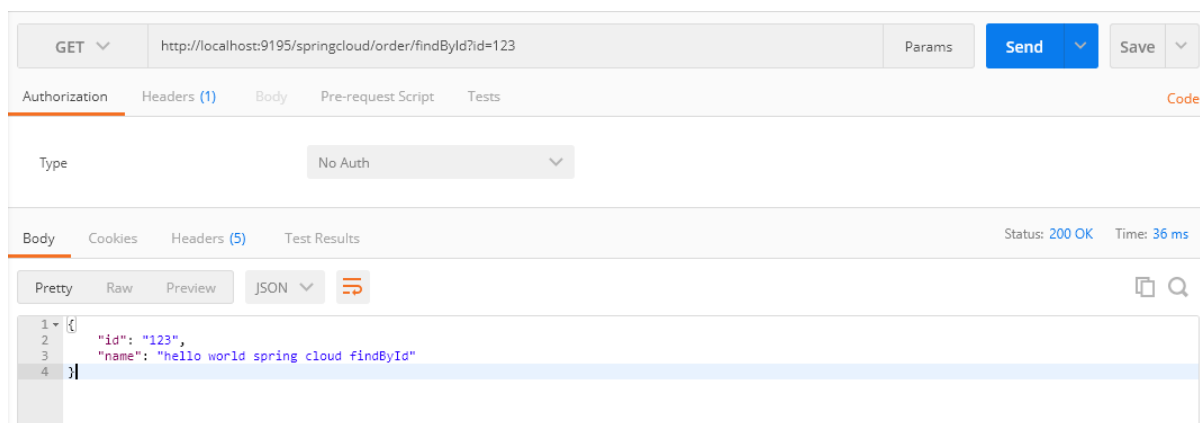 GET http://localhost:9195/springcloud/order/findById?id=123 Params Send Save
Authorization Headers (1) Body Pre-request Script Tests Code
Type No Auth
Body Cookies Headers (5) Test Results Status: 200 OK Time: 36 ms
Pretty Raw Preview JSON
1 {
2 "id": "123",
3 "name": "hello world spring cloud findById"
4 }